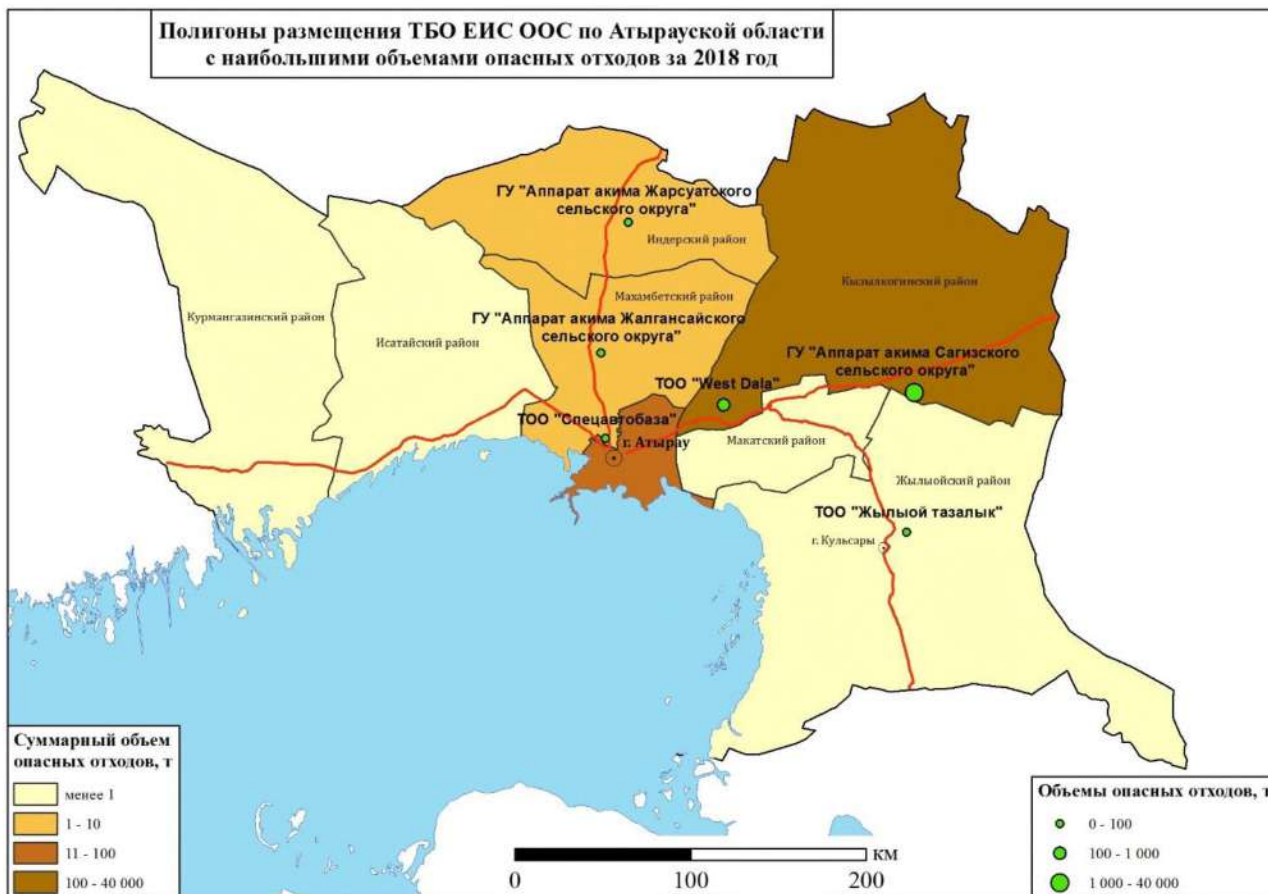 Полигоны размещения ТБО ЕИС ООС по Атырауской области
с наибольшими объемами опасных отходов за 2018 год
ГУ "Аппарат акима Жарсуатского
сельского округа"
Индерский район
Кызылкогинский район
Махамбетский район
Курмангазинский район
ГУ "Аппарат акима Жалгансайского
сельского округа"
Исатайский район
ГУ "Аппарат акима Сагизского
сельского округа"
ТОО "West Dala"
ТОО "Спецавтобаза"
г. Атырау
Макатский район
Жылыойский район
ТОО "Жылыой тазалык"
г. Кульсары
Суммарный объем
опасных отходов, т
менее 1
1 - 10
11 - 100
100 - 40 000
км
0 100 200
Объемы опасных отходов, т
0 - 100
100 - 1 000
1 000 - 40 000